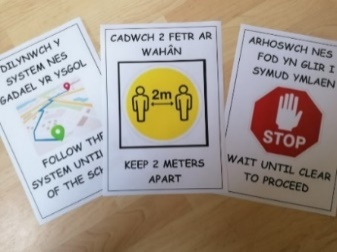 DILYNWCH Y
SYSTEM NES
GADAEL YR YSGOL
FOLLOW THE
SYSTEM UNTIL
OF THE
CADWCH 2 FETR AR
WAHÂN
2m
KEEP 2 METERS
APART
ARHOSWCH NES
FOD YN GLIR I
SYMUD YMLAEN
STOP
WAIT UNTIL CLEAR
TO PROCEED